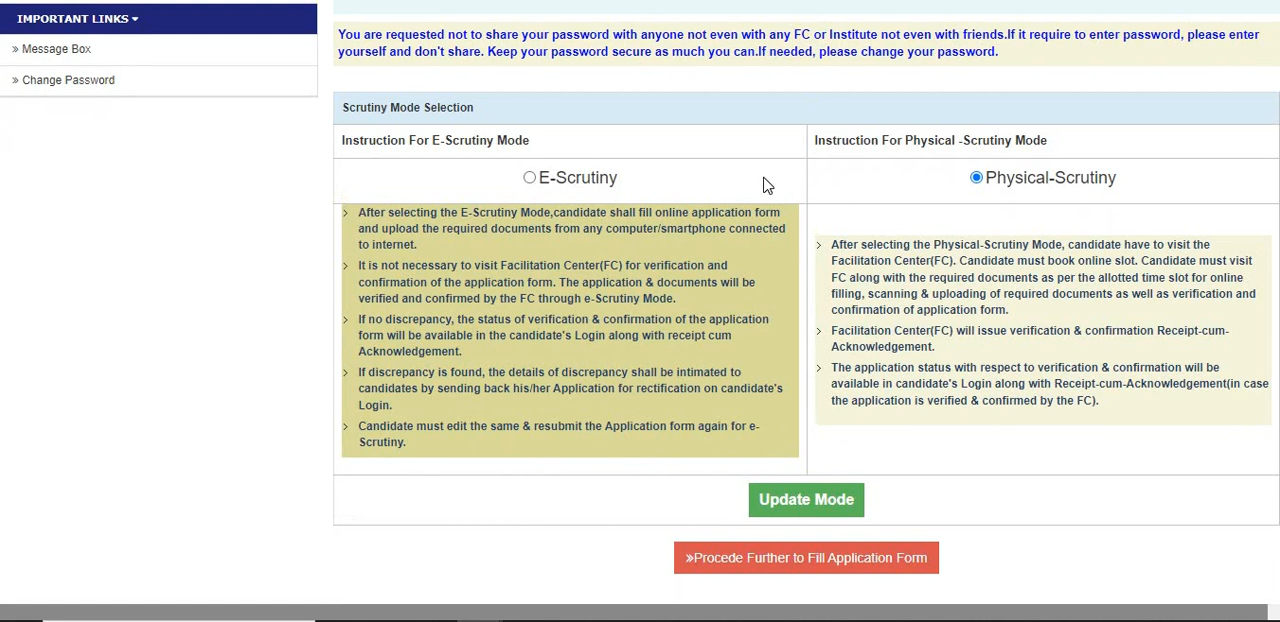 IMPORTANT LINKS
» Message Box
» Change Password
You are requested not to share your password with anyone not even with any FC or Institute not even with friends.If it require to enter password, please enter
yourself and don't share. Keep your password secure as much you can.If needed, please change your password.
Scrutiny Mode Selection
Instruction For E-Scrutiny Mode
E-Scrutiny
After selecting the E-Scrutiny Mode,candidate shall fill online application form
and upload the required documents from any computer/smartphone connected
to internet.
It is not necessary to visit Facilitation Center(FC) for verification and
confirmation of the application form. The application & documents will be
verified and confirmed by the FC through e-Scrutiny Mode.
If no discrepancy, the status of verification & confirmation of the application
form will be available in the candidate's Login along with receipt cum
Acknowledgement.
If discrepancy is found, the details of discrepancy shall be intimated to
candidates by sending back his/her Application for rectification on candidate's
Login.
Candidate must edit the same & resubmit the Application form again for e-
Scrutiny.
Instruction For Physical -Scrutiny Mode
Physical-Scrutiny
After selecting the Physical-Scrutiny Mode, candidate have to visit the
Facilitation Center(FC). Candidate must book online slot. Candidate must visit
FC along with the required documents as per the allotted time slot for online
filling, scanning & uploading of required documents as well as verification and
confirmation of application form.
Facilitation Center(FC) will issue verification & confirmation Receipt-cum-
Acknowledgement.
The application status with respect to verification & confirmation will be
available in candidate's Login along with Receipt-cum-Acknowledgement(in case
the application is verified & confirmed by the FC).
Update Mode
»Procede Further to Fill Application Form